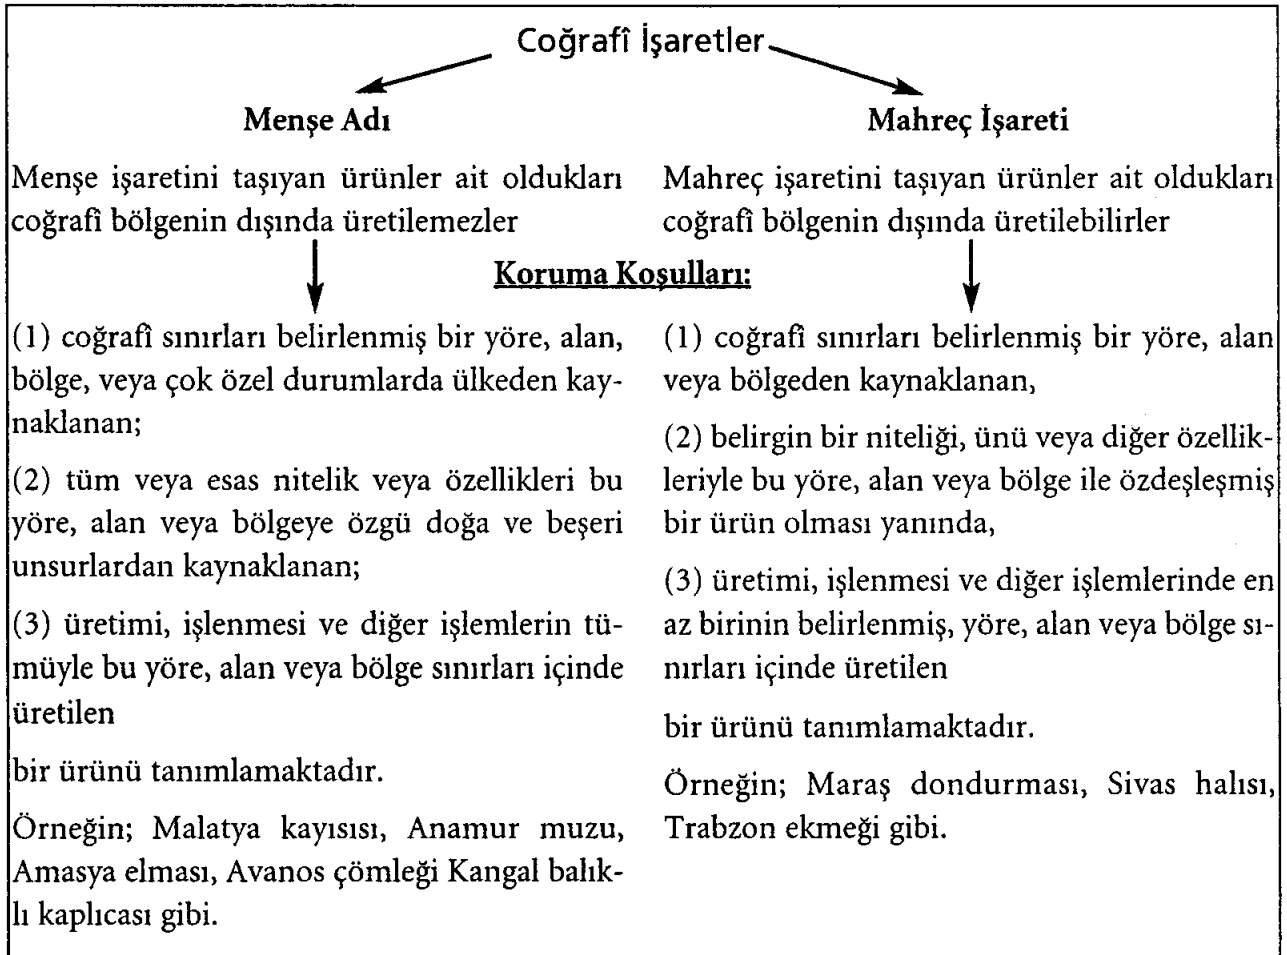 Coğrafî İşaretler
Menşe Adı
Menşe işaretini taşıyan ürünler ait oldukları
coğrafî bölgenin dışında üretilemezler
Mahreç İşareti
Mahreç işaretini taşıyan ürünler ait oldukları
coğrafî bölgenin dışında üretilebilirler
Koruma Koşulları:
(1) coğrafî sınırları belirlenmiş bir yöre, alan,
bölge, veya çok özel durumlarda ülkeden kay-
naklanan;
(2) tüm veya esas nitelik veya özellikleri bu
yöre, alan veya bölgeye özgü doğa ve beşeri
unsurlardan kaynaklanan;
(3) üretimi, işlenmesi ve diğer işlemlerin tü-
müyle bu yöre, alan veya bölge sınırları içinde
üretilen
bir ürünü tanımlamaktadır.
Örneğin; Malatya kayısısı, Anamur muzu,
Amasya elması, Avanos çömleği Kangal balık-
lı kaplıcası gibi.
(1) coğrafî sınırları belirlenmiş bir yöre, alan
veya bölgeden kaynaklanan,
(2) belirgin bir niteliği, ünü veya diğer özellik-
leriyle bu yöre, alan veya bölge ile özdeşleşmiş
bir ürün olması yanında,
(3) üretimi, işlenmesi ve diğer işlemlerinde en
az birinin belirlenmiş, yöre, alan veya bölge sı-
nırları içinde üretilen
bir ürünü tanımlamaktadır.
Örneğin; Maraş dondurması, Sivas halısı,
Trabzon ekmeği gibi.